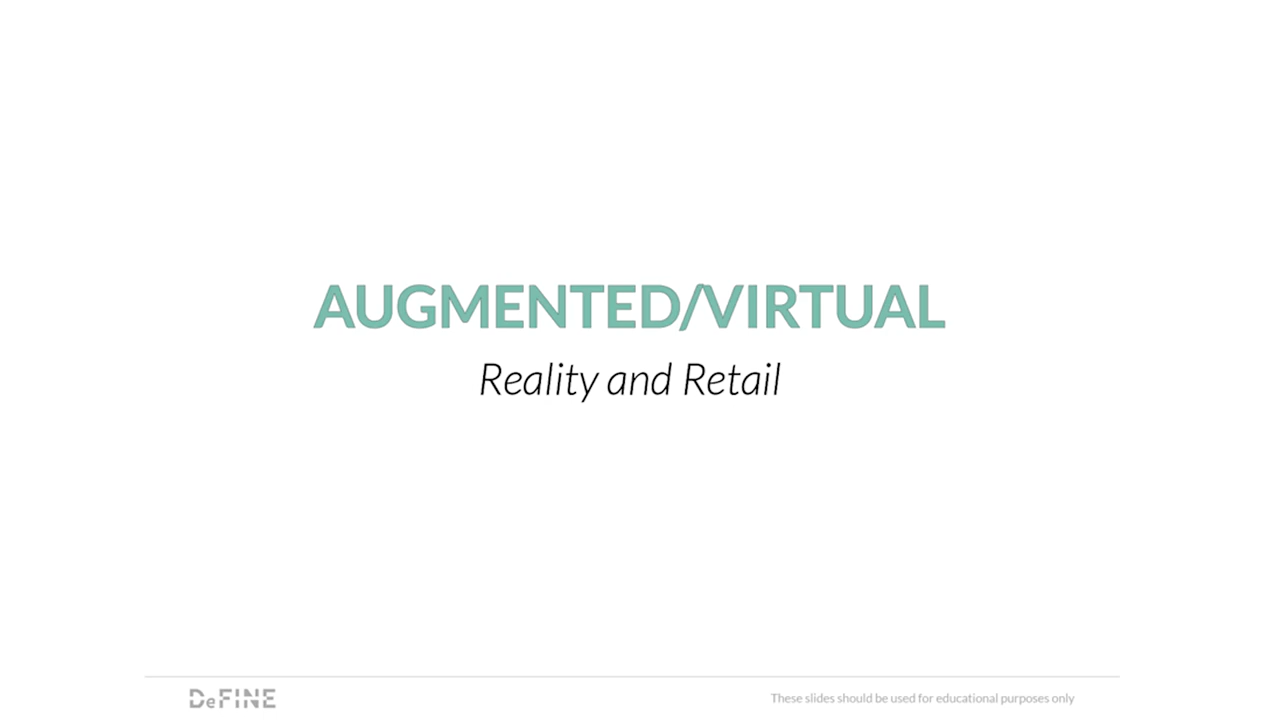 AUGMENTED/VIRTUAL
Reality and Retail
DeFINE
These slides should be used for educational purposes only